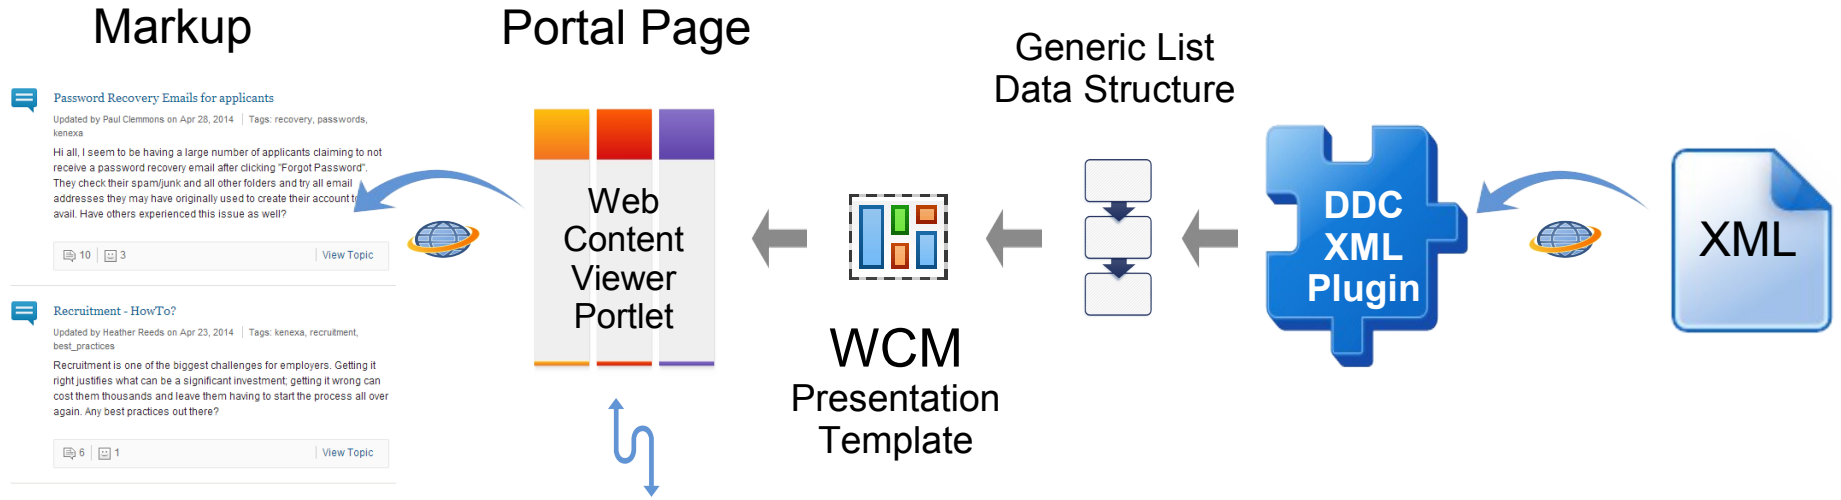 Markup
Password Recovery Emails for applicants
Updated by Paul Clemmons on Apr 28, 2014 | Tags: recovery, passwords,
kenexa
Hi all, I seem to be having a large number of applicants claiming to not
receive a password recovery email after clicking "Forgot Password".
They check their spam/junk and all other folders and try all email
addresses they may have originally used to create their account to
avail. Have others experienced this issue as well?
10 | 3 | View Topic
Recruitment - HowTo?
Updated by Heather Reeds on Apr 23, 2014 | Tags: kenexa, recruitment,
best_practices
Recruitment is one of the biggest challenges for employers. Getting it
right justifies what can be a significant investment; getting it wrong can
cost them thousands and leave them having to start the process all over
again. Any best practices out there?
6 | 1 | View Topic
Portal Page
Web
Content
Viewer
Portlet
WCM
Presentation
Template
Generic List
Data Structure
DDC
XML
Plugin
XML